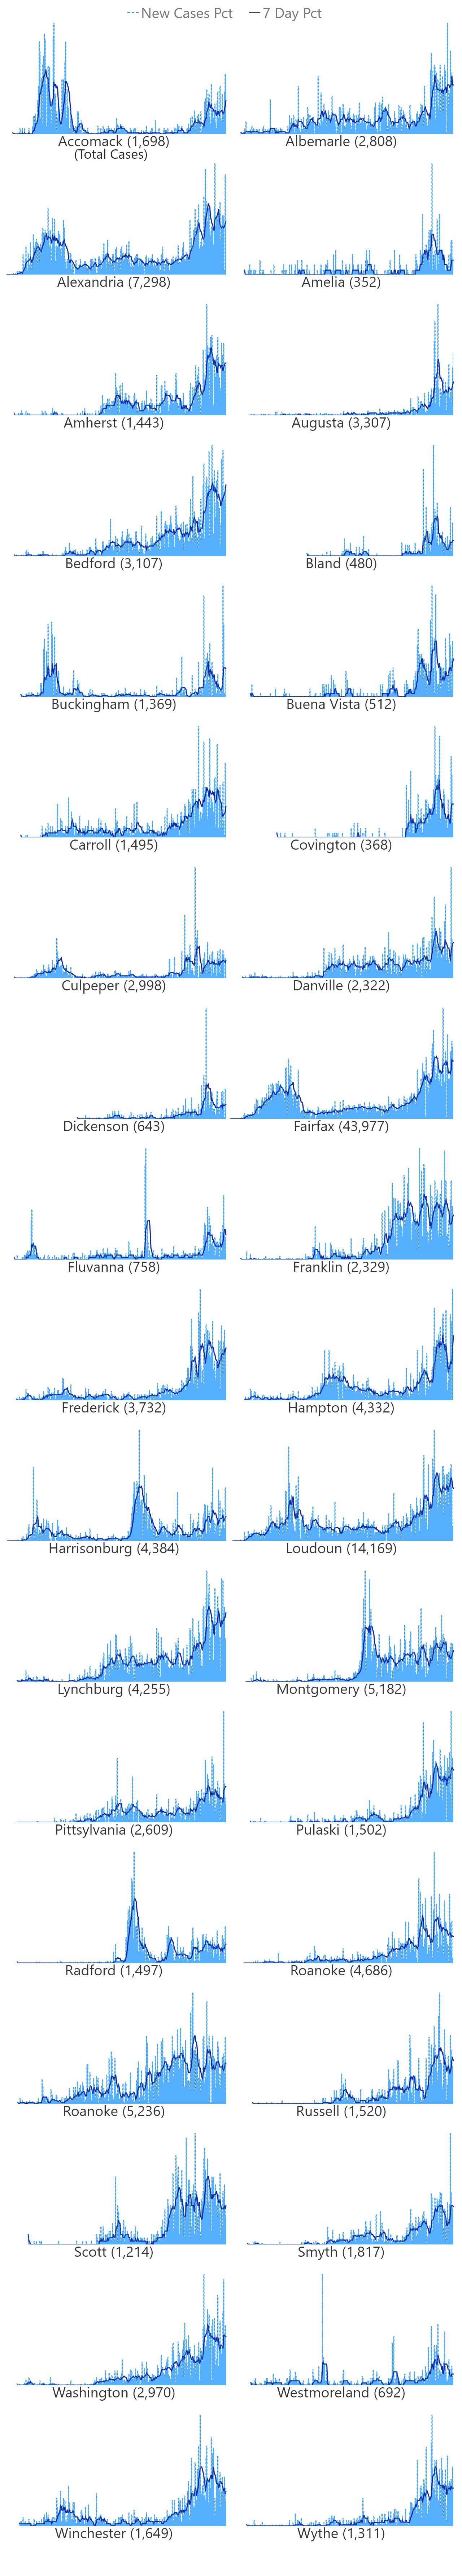 New Cases Pct 7 Day Pct
Accomack (1,698) Albemarle (2,808)
(Total Cases)
Alexandria (7,298) Amelia (352)
Amherst (1,443) Augusta (3,307)
Bedford (3,107) Bland (480)
Buckingham (1,369) Buena Vista (512)
Carroll (1,495) Covington (368)
Culpeper (2,998) Danville (2,322)
Dickenson (643) Fairfax (43,977)
Fluvanna (758) Franklin (2,329)
Frederick (3,732) Hampton (4,332)
Harrisonburg (4,384) Loudoun (14,169)
Lynchburg (4,255) Montgomery (5,182)
Pittsylvania (2,609) Pulaski (1,502)
Radford (1,497) Roanoke (4,686)
Roanoke (5,236) Russell (1,520)
Scott (1,214) Smyth (1,817)
Washington (2,970) Westmoreland (692)
Winchester (1,649) Wythe (1,311)